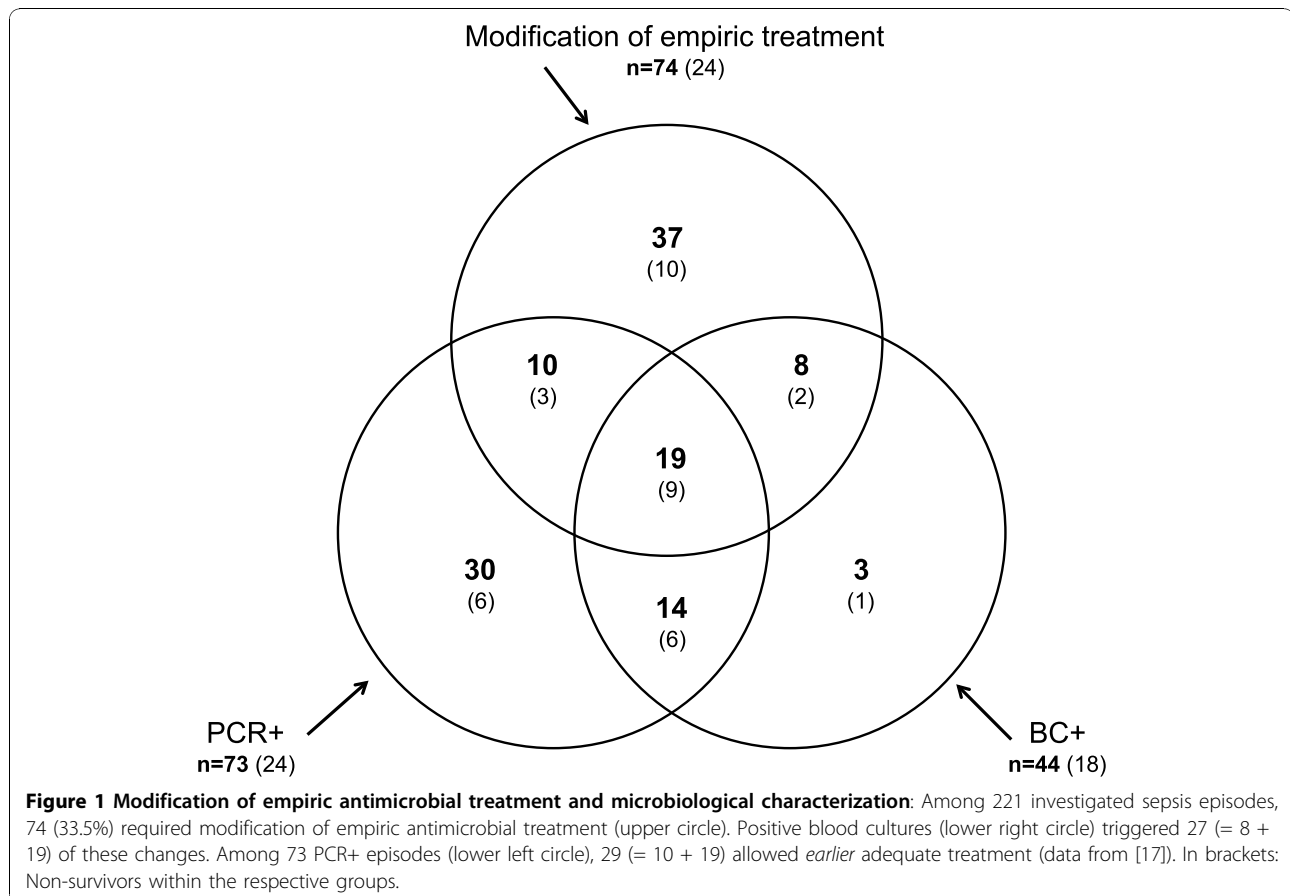 Modification of empiric treatment
n=74 (24)
37
(10)
10
(3)
8
(2)
19
(9)
30
(6)
14
(6)
3
(1)
PCR+
n=73 (24)
BC+
n=44 (18)
Figure 1 Modification of empiric antimicrobial treatment and microbiological characterization: Among 221 investigated sepsis episodes,
74 (33.5%) required modification of empiric antimicrobial treatment (upper circle). Positive blood cultures (lower right circle) triggered 27 (= 8 +
19) of these changes. Among 73 PCR+ episodes (lower left circle), 29 (= 10 + 19) allowed earlier adequate treatment (data from [17]). In brackets:
Non-survivors within the respective groups.